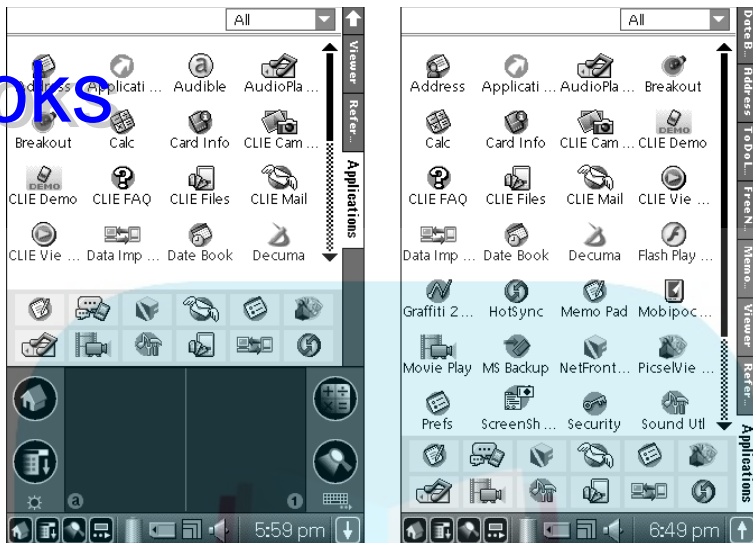 All
Viewer
Refer...
Applications
oks
Address Applicati ... Audible AudioPla ...
Breakout Calc Card Info CLIE Cam ...
DEMO
CLIE Demo CLIE FAQ CLIE Files CLIE Mail
CLIE Vie ... Data Imp ... Date Book Decuma
a
1
5:59 pm
All
DateB...
Address
ToDoL...
FreeN...
Memo...
Viewer
Refer...
Applications
Address Applicati ... AudioPla ... Breakout
DEMO
Calc Card Info CLIE Cam ... CLIE Demo
CLIE FAQ CLIE Files CLIE Mail CLIE Vie ...
Data Imp ... Date Book Decuma Flash Play ...
Graffiti 2 ... HotSync Memo Pad Mobipoc ...
Movie Play MS Backup NetFront... PicselVie ...
Prefs ScreenSh ... Security Sound Utl
6:49 pm